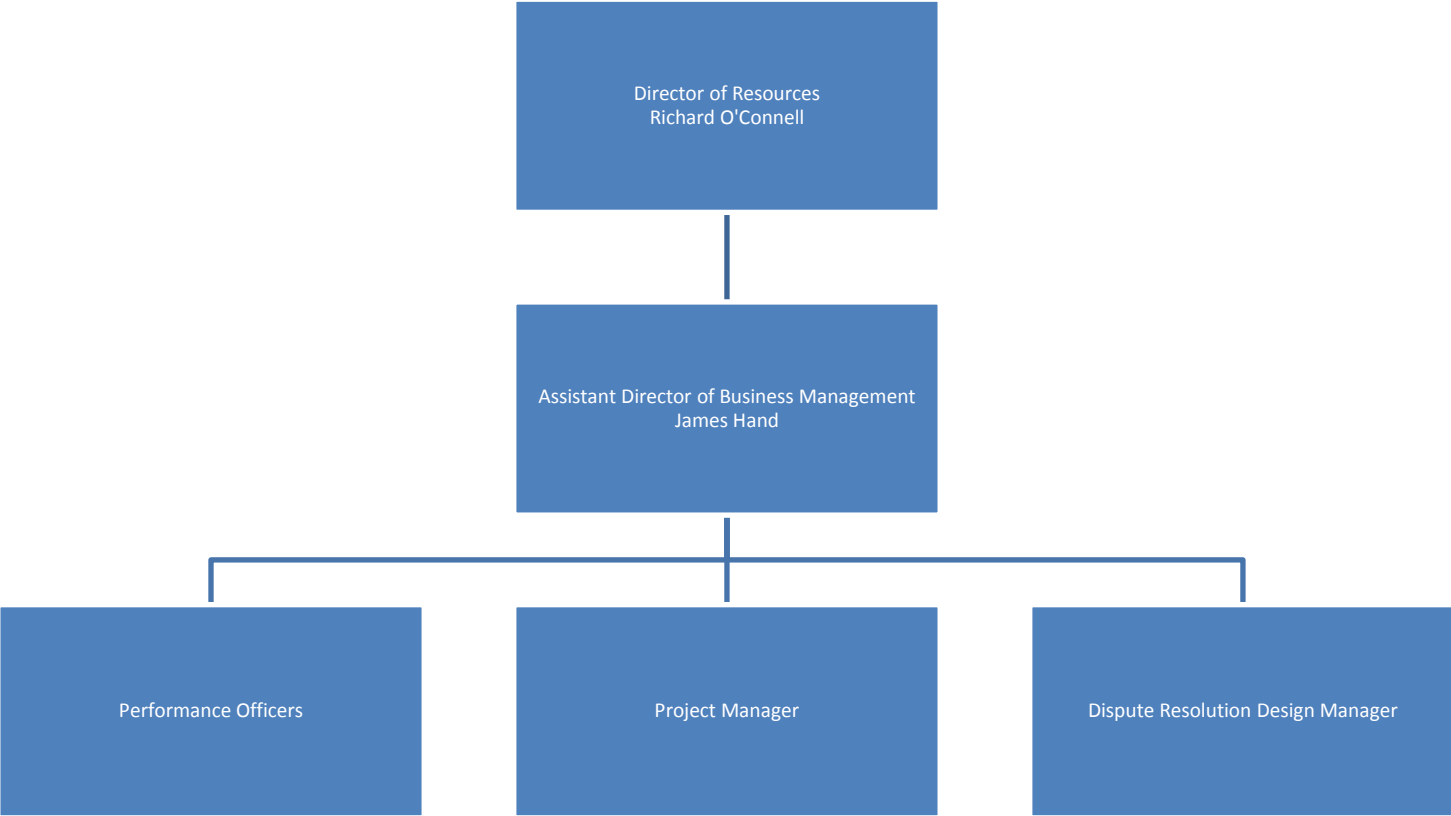 Director of Resources
Richard O'Connell
Assistant Director of Business Management
James Hand
Performance Officers
Project Manager
Dispute Resolution Design Manager